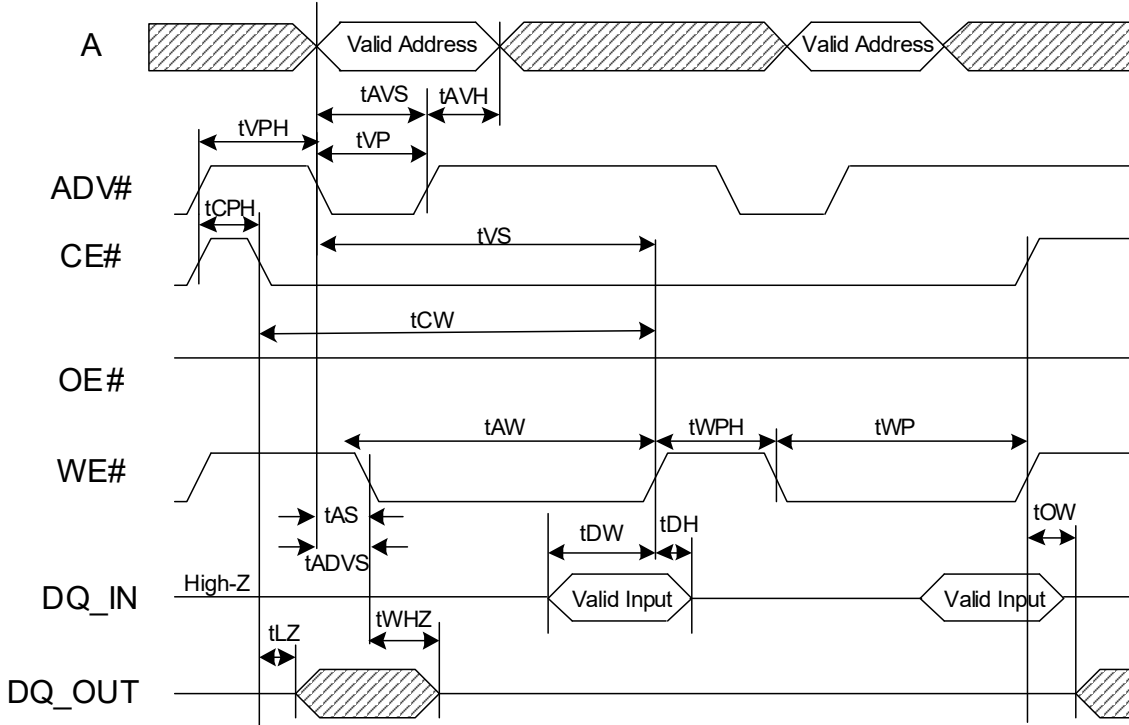 A
Valid Address
Valid Address
tAVS
tAVH
tVPH
tVP
ADV#
tCPH
tVS
CE#
tCW
OE#
tAW
tWPH
tWP
WE#
tAS
tOW
tDW
tDH
tADVS
High-Z
DQ_IN
Valid Input
Valid Input
tWHZ
tLZ
DQ_OUT